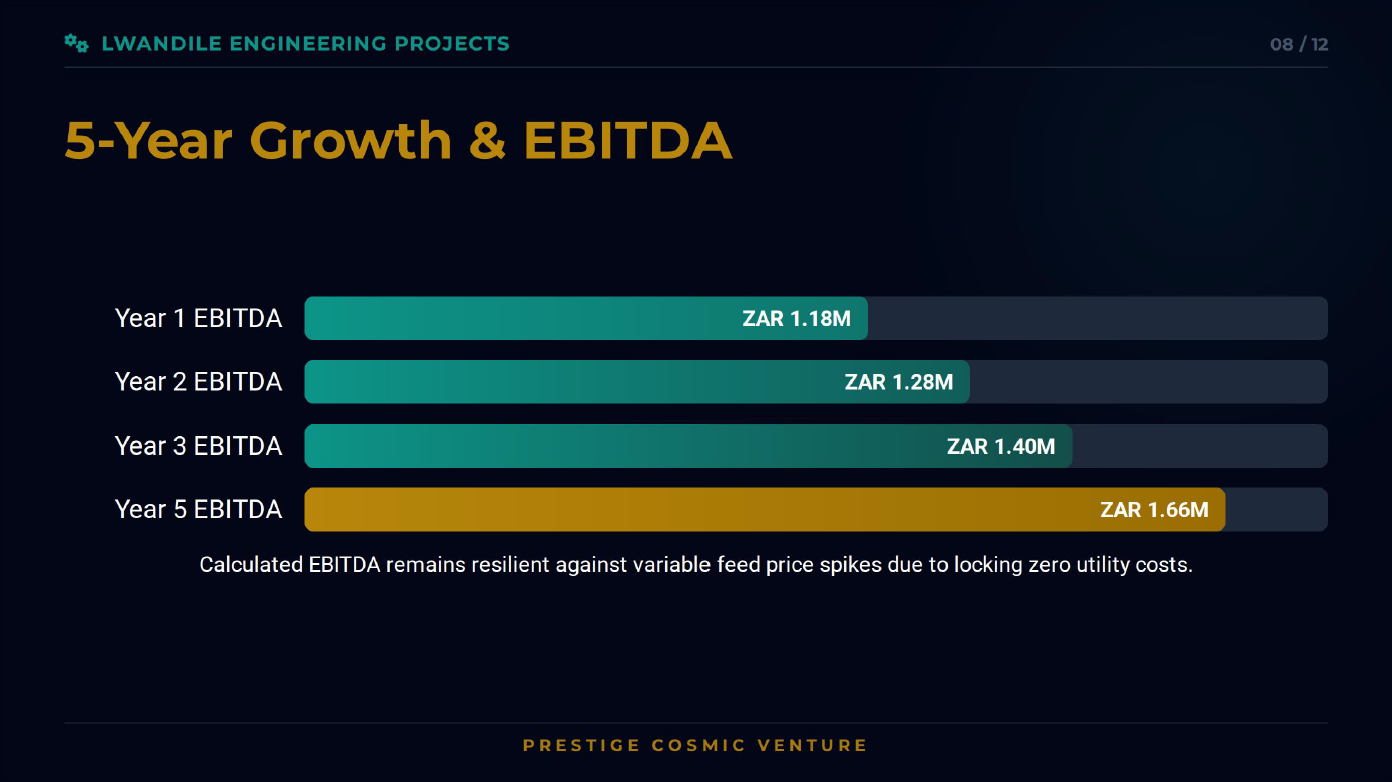 LWANDILE ENGINEERING PROJECTS
08 / 12
5-Year Growth & EBITDA
Year 1 EBITDA ZAR 1.18M
Year 2 EBITDA ZAR 1.28M
Year 3 EBITDA ZAR 1.40M
Year 5 EBITDA ZAR 1.66M
Calculated EBITDA remains resilient against variable feed price spikes due to locking zero utility costs.
PRESTIGE COSMIC VENTURE